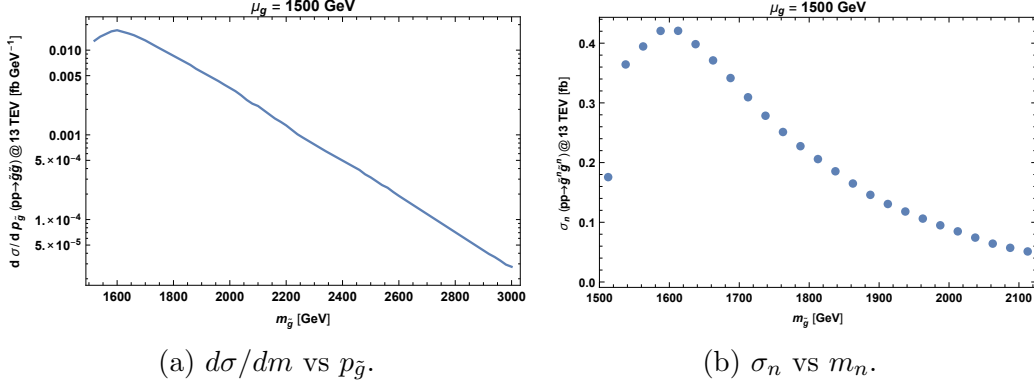 μg = 1500 GeV
d σ/ d p_g̃ (pp→g̃g̃)@13 TEV [fb GeV⁻¹]
0.010
0.005
0.001
5.×10⁻⁴
1.×10⁻⁴
5.×10⁻⁵
1600 1800 2000 2200 2400 2600 2800 3000
m_g̃ [GeV]
(a) dσ/dm vs p_g̃.
μg = 1500 GeV
σₙ (pp→g̃ⁿg̃ⁿ)@13 TEV [fb]
0.4
0.3
0.2
0.1
0.0
1500 1600 1700 1800 1900 2000 2100
m_g̃ [GeV]
(b) σₙ vs mₙ.